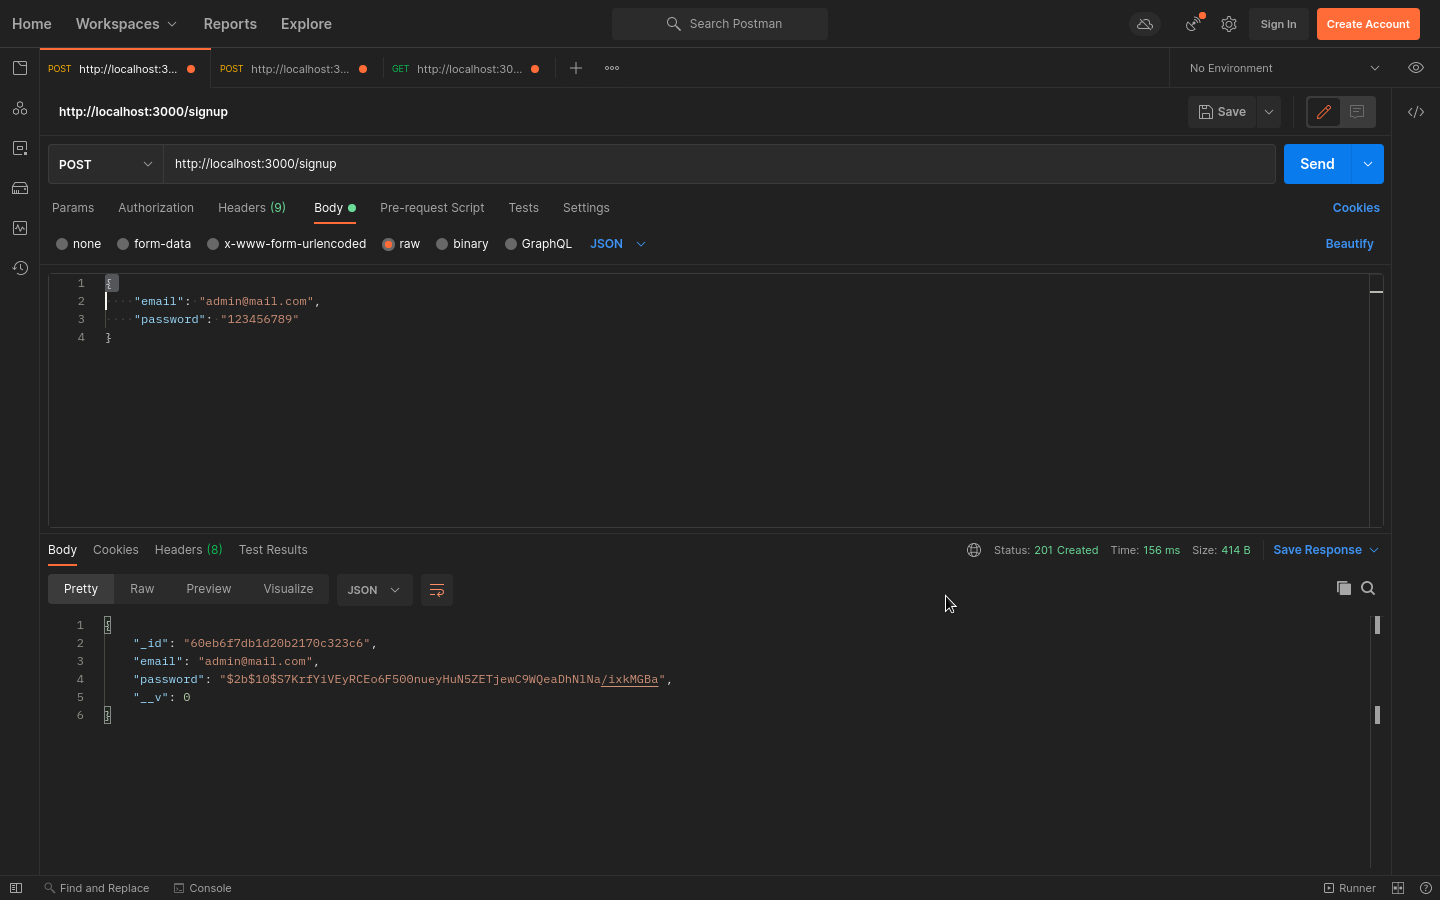 Home Workspaces Reports Explore Search Postman Sign In Create Account
POST http://localhost:3... POST http://localhost:3... GET http://localhost:30... No Environment
http://localhost:3000/signup Save
POST http://localhost:3000/signup Send
Params Authorization Headers (9) Body Pre-request Script Tests Settings Cookies
none form-data x-www-form-urlencoded raw binary GraphQL JSON Beautify
1 {
2 "email": "admin@mail.com",
3 "password": "123456789"
4 }
Body Cookies Headers (8) Test Results Status: 201 Created Time: 156 ms Size: 414 B Save Response
Pretty Raw Preview Visualize JSON
1 {
2 "_id": "60eb6f7db1d20b2170c323c6",
3 "email": "admin@mail.com",
4 "password": "$2b$10$S7KrfYiVEyRCEo6F500nueyHuN5ZETjewC9WQeaDhNlNa/ixkMGBa",
5 "__v": 0
6 }
Find and Replace Console Runner